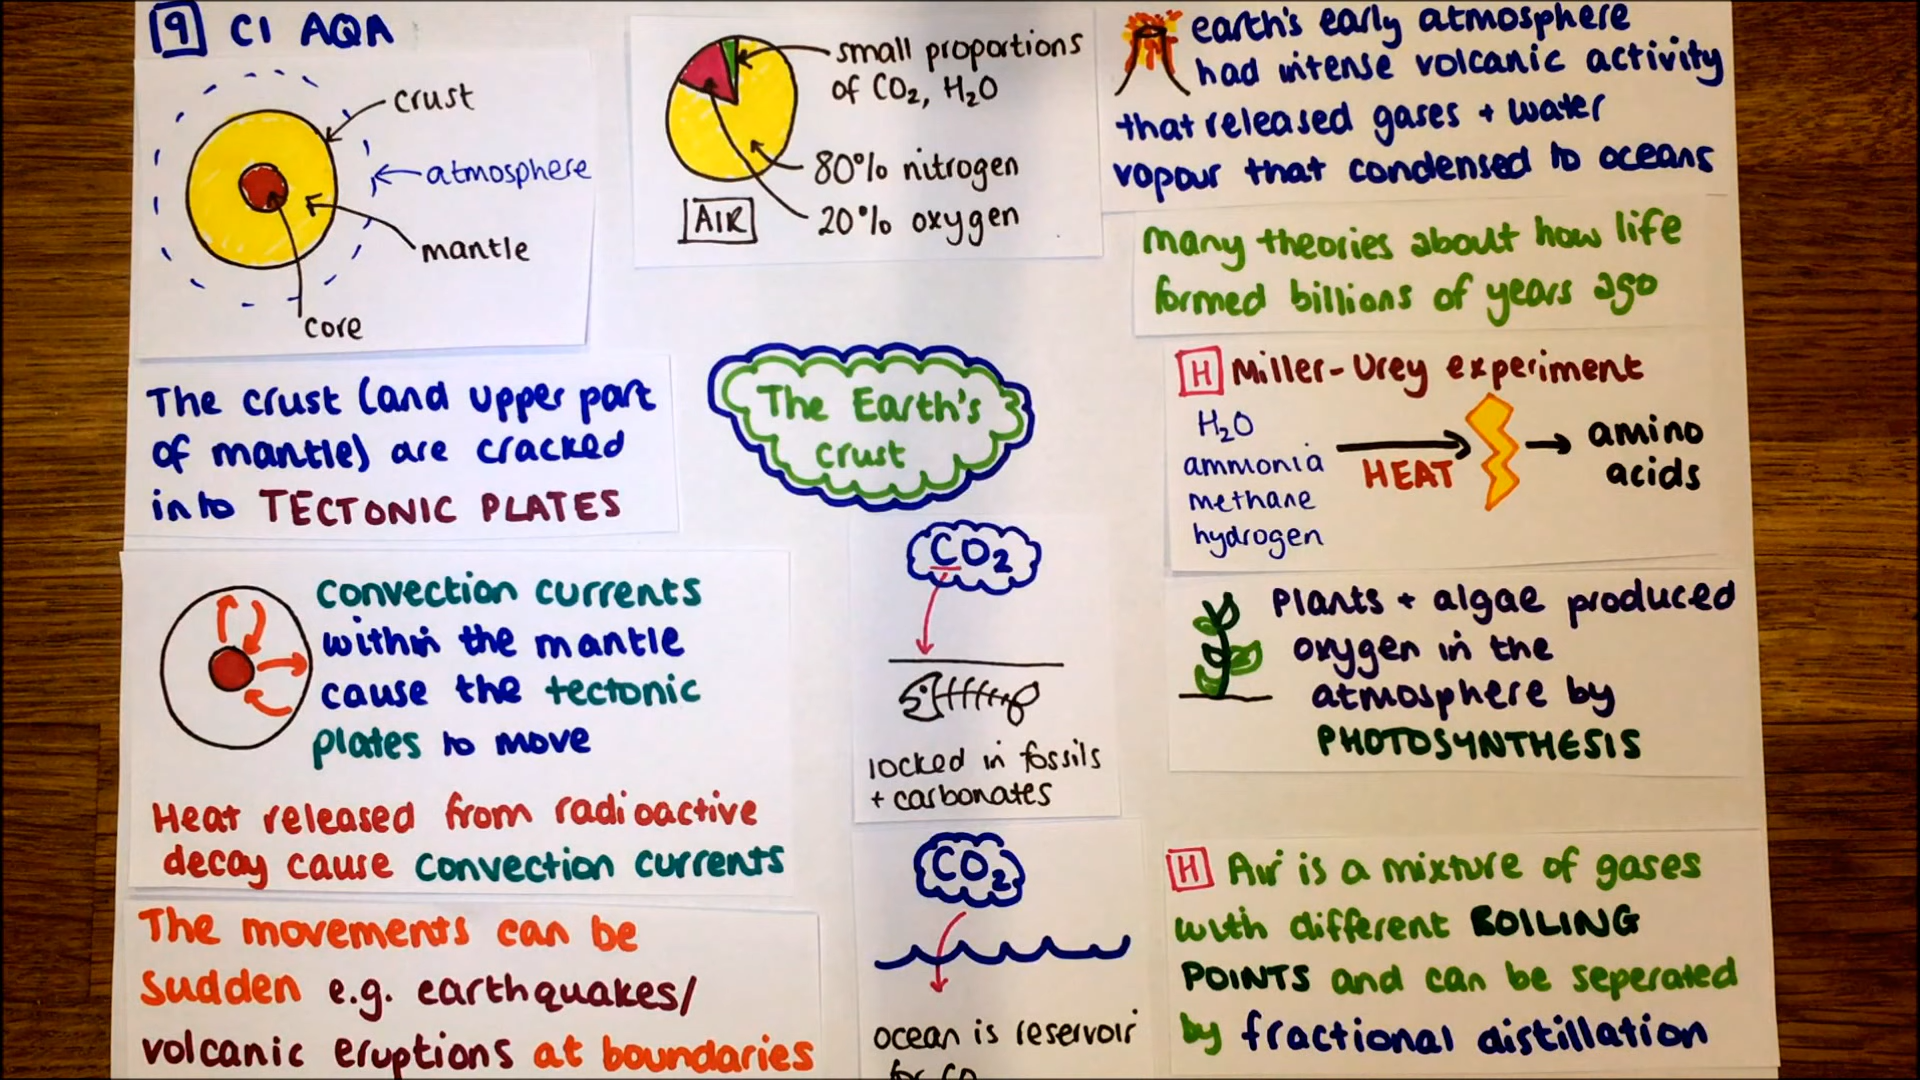 9 C1 AQA
crust
atmosphere
mantle
core
small proportions
of CO₂, H₂O
80% nitrogen
20% oxygen
AIR
earth's early atmosphere
had intense volcanic activity
that released gases + water
vapour that condensed to oceans
many theories about how life
formed billions of years ago
The Earth's
crust
The crust (and upper part
of mantle) are cracked
into TECTONIC PLATES
H Miller-Urey experiment
H₂O
ammonia
methane
hydrogen
HEAT
amino
acids
convection currents
within the mantle
cause the tectonic
plates to move
Heat released from radioactive
decay cause convection currents
CO₂
locked in fossils
+ carbonates
Plants + algae produced
oxygen in the
atmosphere by
PHOTOSYNTHESIS
The movements can be
sudden e.g. earthquakes/
volcanic eruptions at boundaries
CO₂
ocean is reservoir
for CO
H Air is a mixture of gases
with different BOILING
POINTS and can be seperated
by fractional distillation